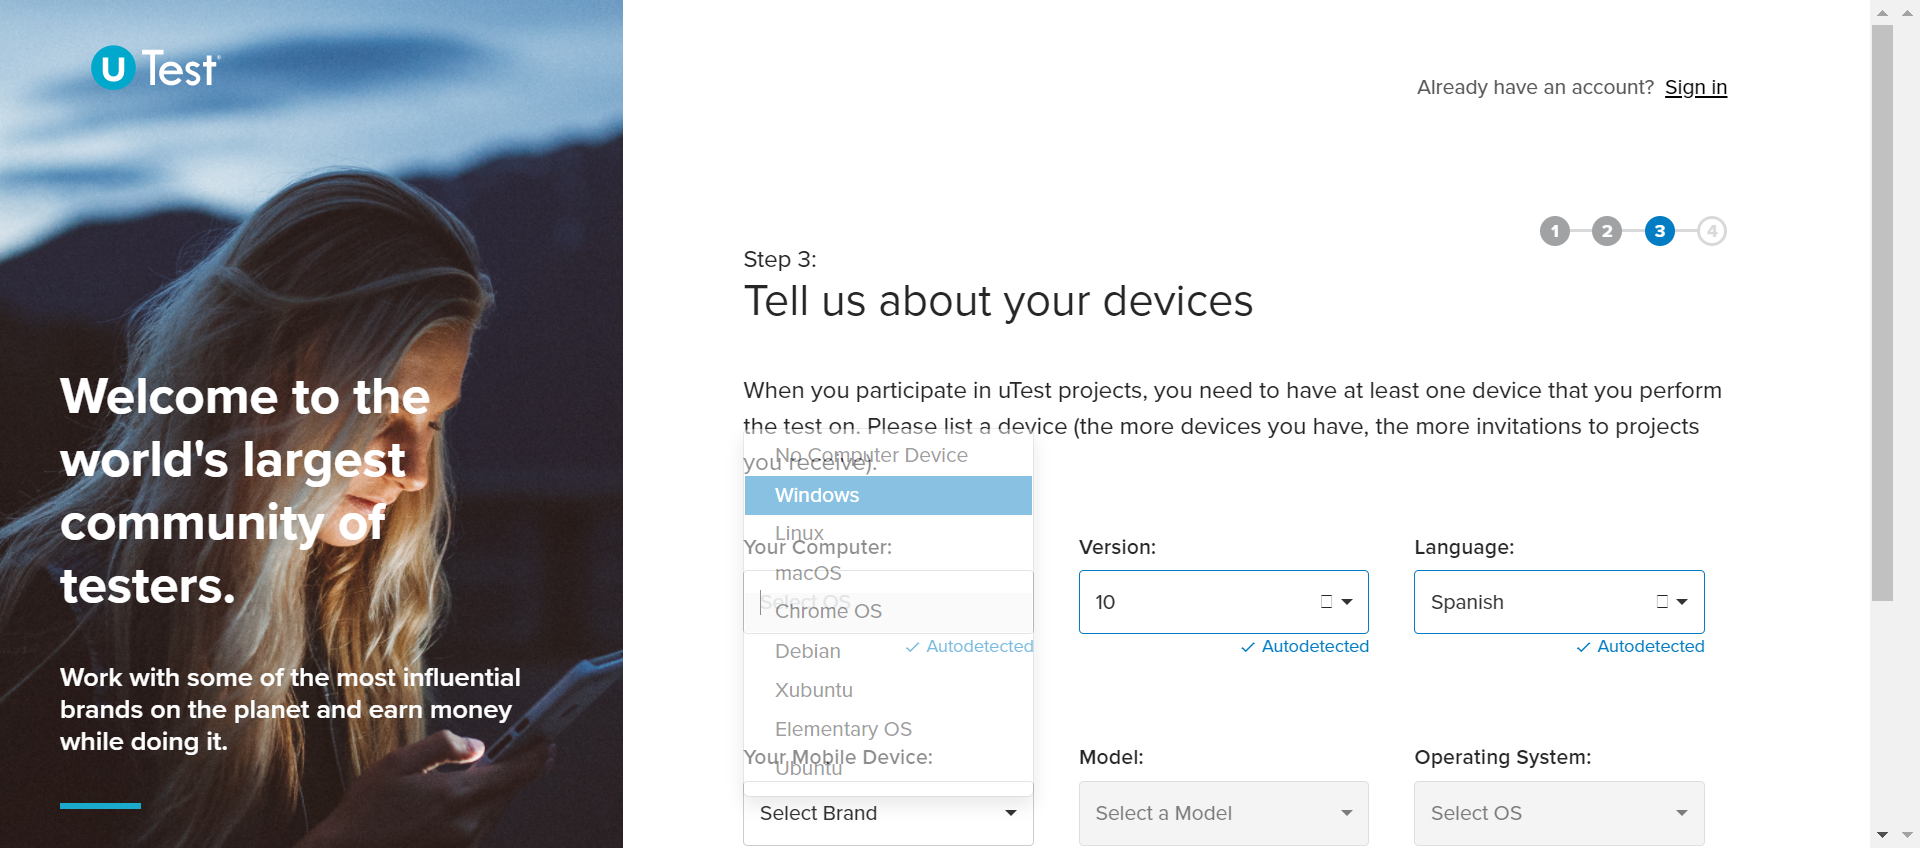 u Test
Already have an account? Sign in
1 2 3 4
Step 3:
Tell us about your devices
When you participate in uTest projects, you need to have at least one device that you perform
the test on. Please list a device (the more devices you have, the more invitations to projects
you receive).
Welcome to the
world's largest
community of
testers.
Work with some of the most influential
brands on the planet and earn money
while doing it.
No Computer Device
Windows
Linux
macOS
Chrome OS
Debian
Xubuntu
Elementary OS
Ubuntu
Your Computer:
Select OS
Autodetected
Version:
10
Autodetected
Language:
Spanish
Autodetected
Your Mobile Device:
Select Brand
Model:
Select a Model
Operating System:
Select OS